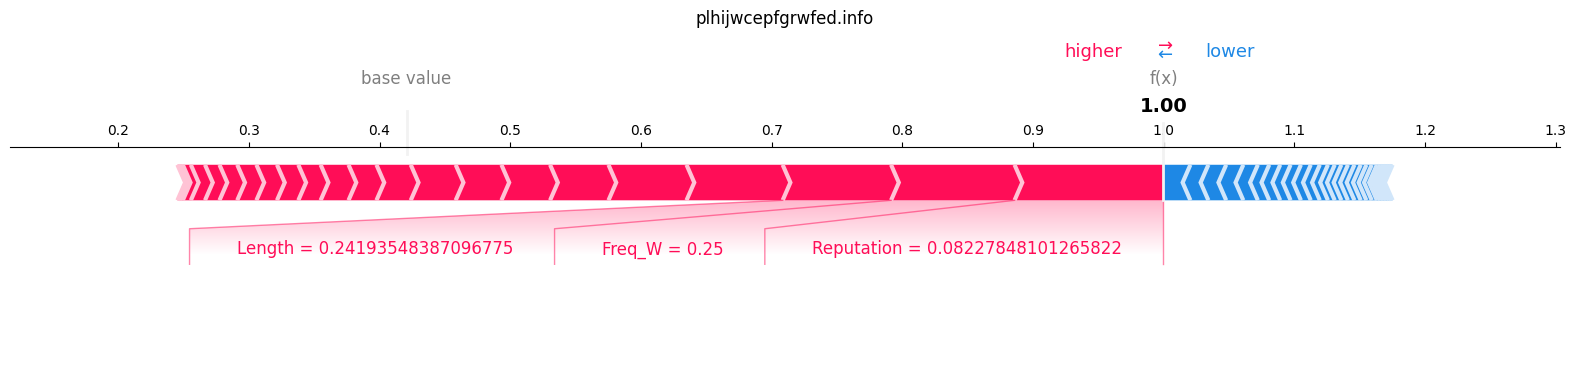 plhijwcepfgrwfed.info
higher → ← lower
base value f(x)
1.00
0.2 0.3 0.4 0.5 0.6 0.7 0.8 0.9 1.0 1.1 1.2 1.3
Length = 0.24193548387096775 Freq_W = 0.25 Reputation = 0.08227848101265822